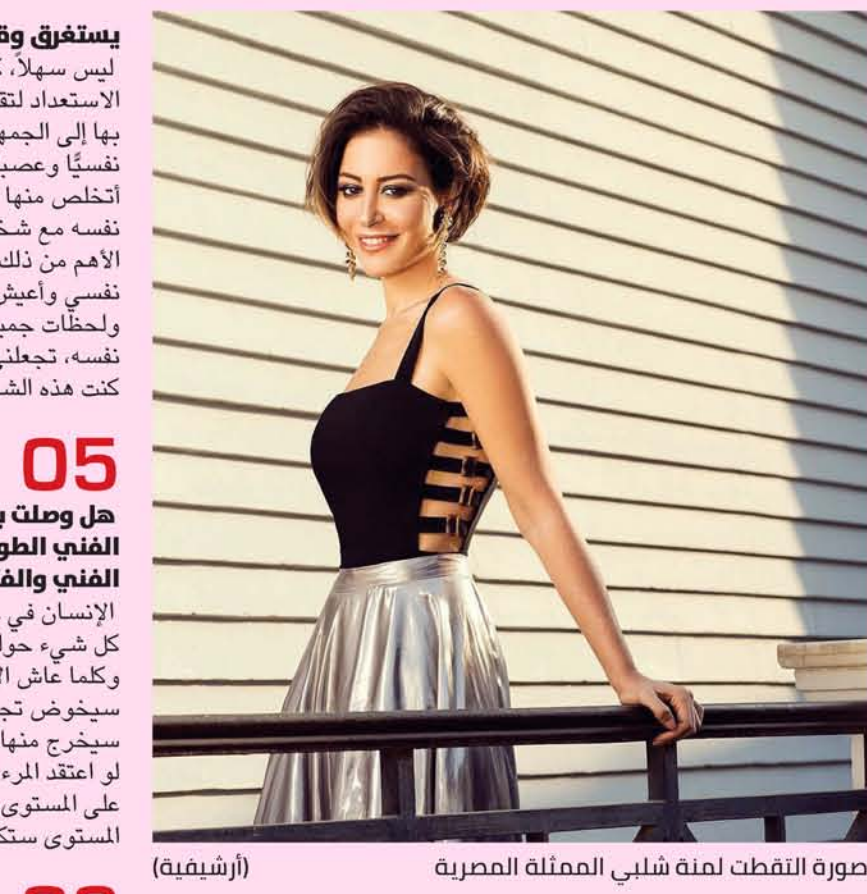 يستغرق
ليس سهلاً،
الاستعداد
بها إلى
نفسيًّا
أتخلص منها
نفسه مع
الأهم من ذلك
نفسي وأعيش
ولحظات
نفسه، تجعلني
كنت هذه
05
هل وصلت
الفني
الفني
الإنسان في
كل شيء
وكلما عاش
سيخوض
سيخرج منها
لو اعتقد المرء
على المستوى
المستوى
صورة التقطت لمنة شلبي الممثلة المصرية (أرشيفية)